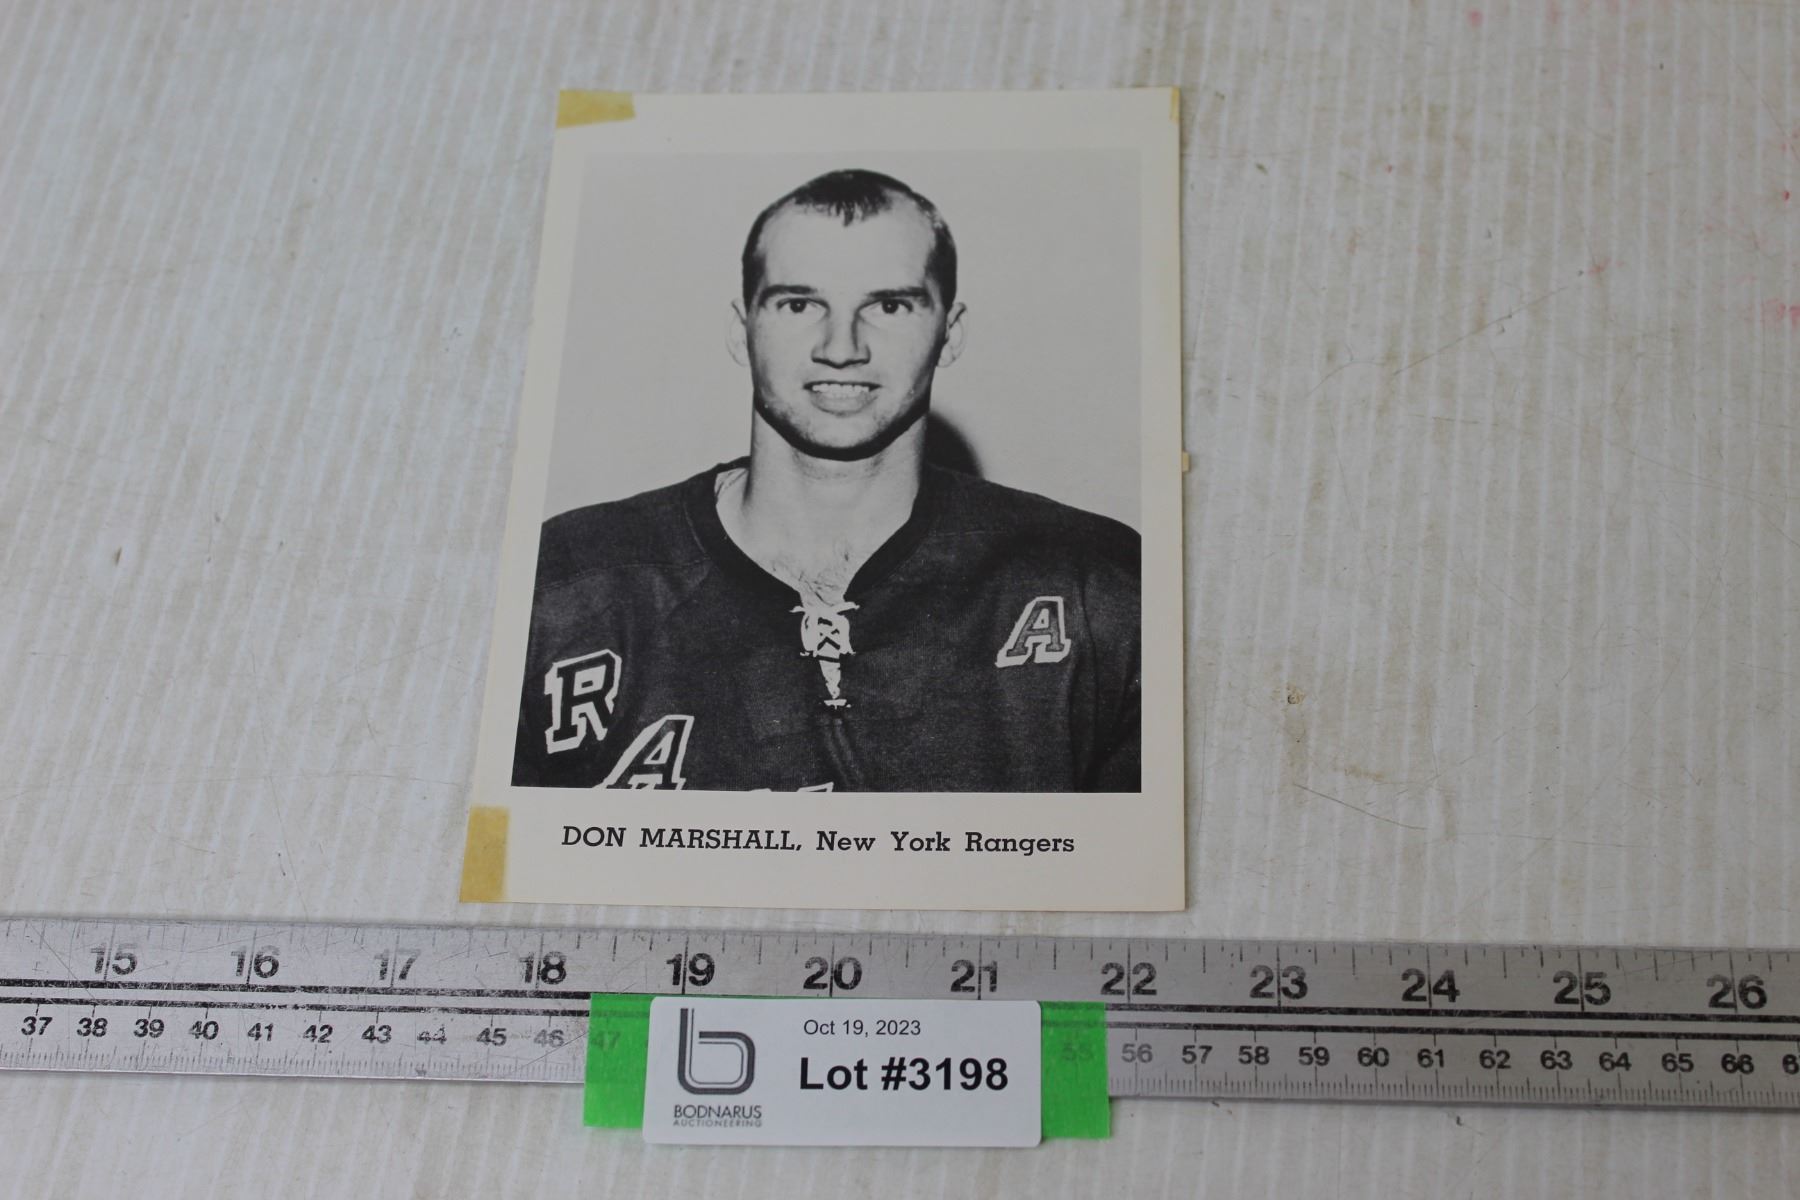 R
A
A
DON MARSHALL, New York Rangers
15 16 17 18 19 20 21 22 23 24 25 26
37 38 39 40 41 42 43 44 45 46 47 55 56 57 58 59 60 61 62 63 64 65 66
Oct 19, 2023
Lot #3198
b
BODNARUS
AUCTIONEERING